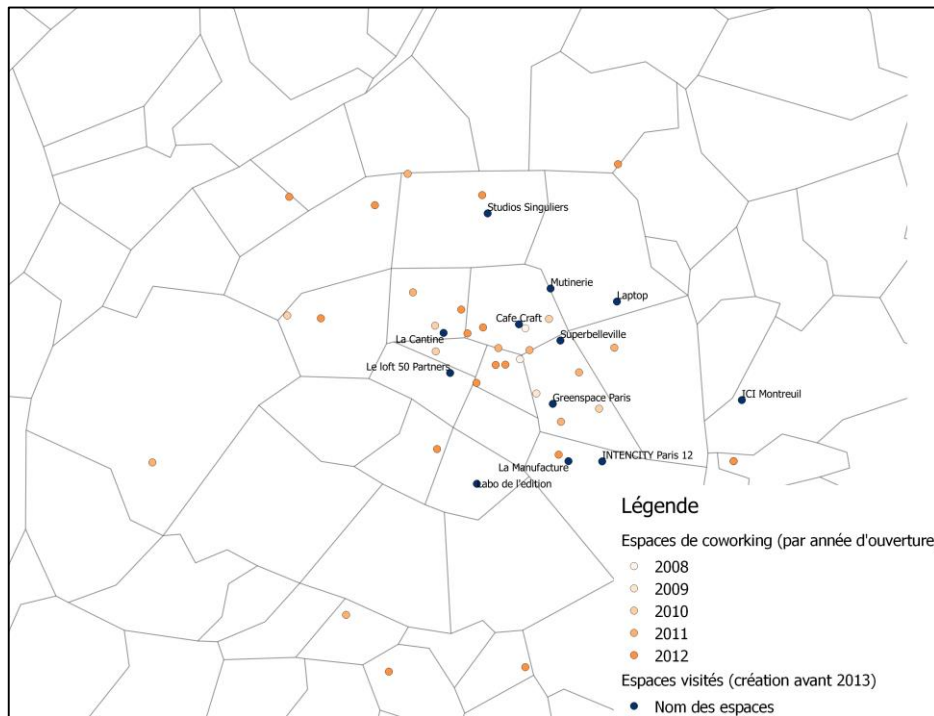 Studios Singuliers
Mutinerie
Laptop
Cafe Craft
La Cantine
Superbelleville
Le loft 50 Partners
ICI Montreuil
Greenspace Paris
La Manufacture
INTENCITY Paris 12
Labo de l'édition
Légende
Espaces de coworking (par année d'ouverture
2008
2009
2010
2011
2012
Espaces visités (création avant 2013)
Nom des espaces